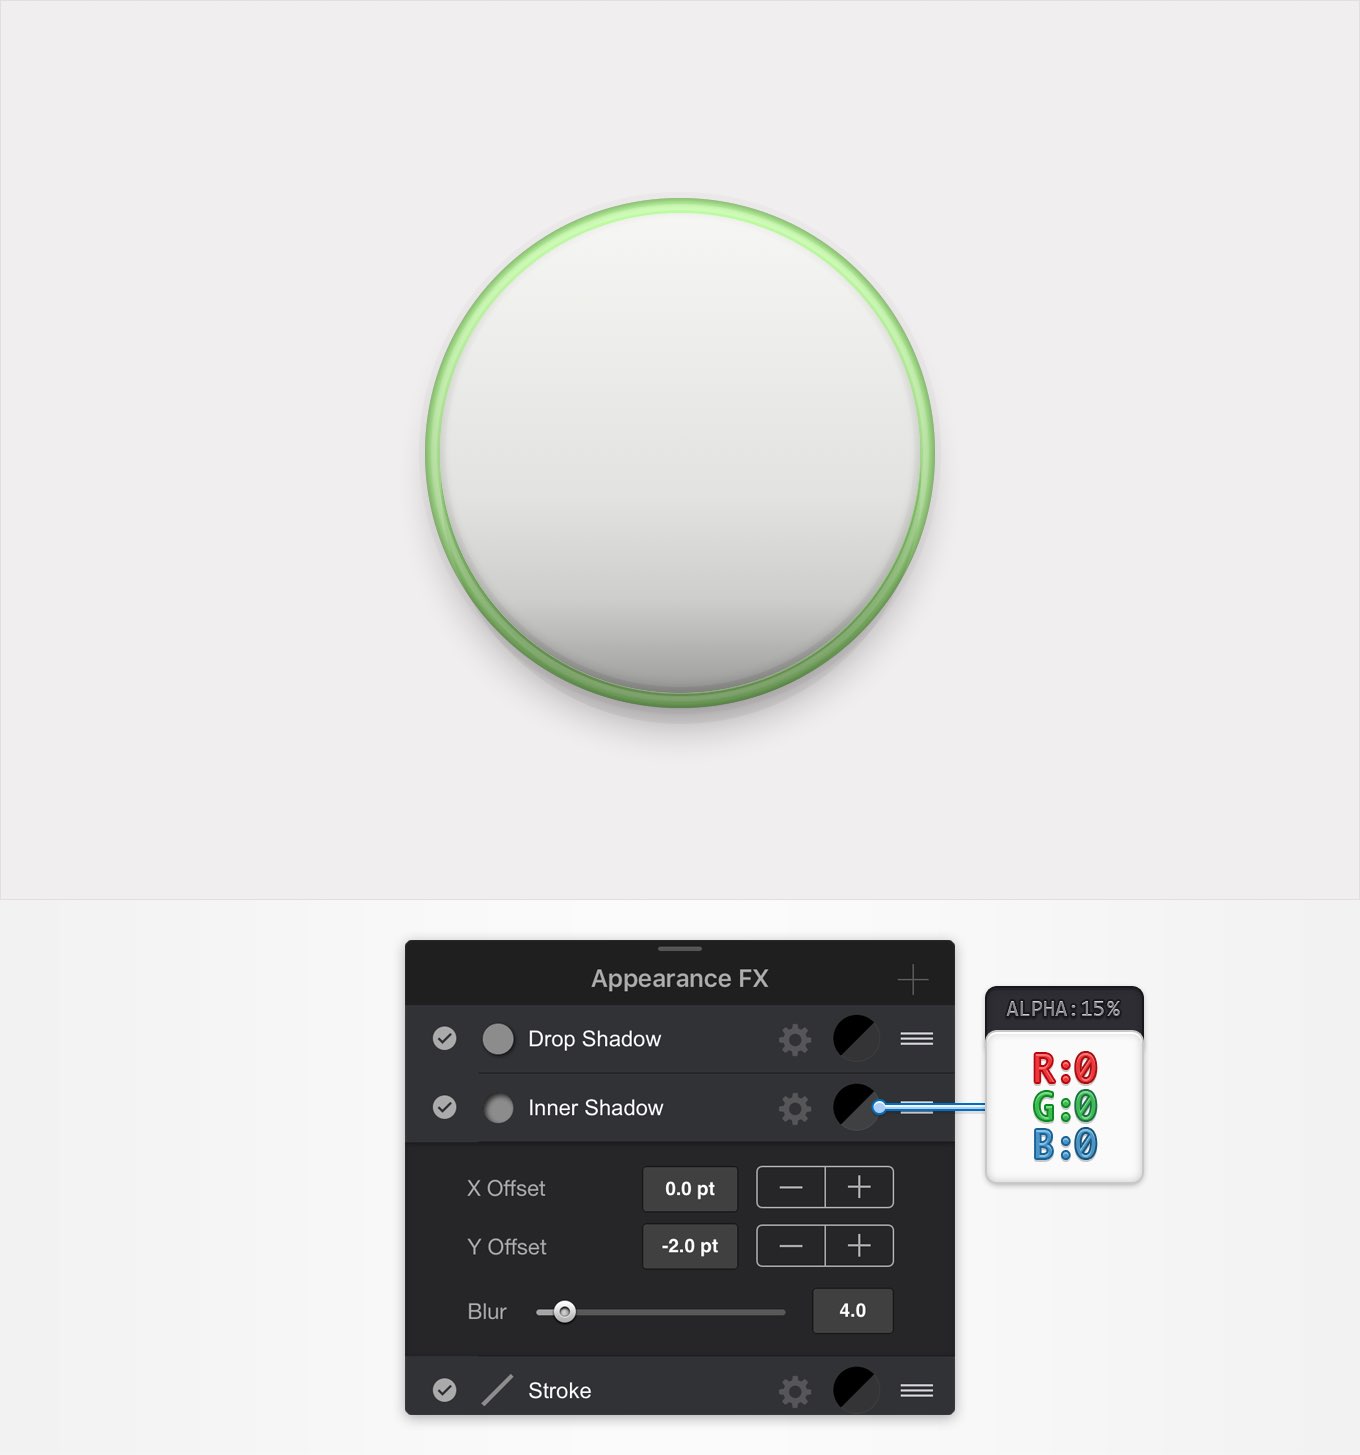 Appearance FX
Drop Shadow
ALPHA:15%
Inner Shadow
R:0
G:0
B:0
X Offset 0.0 pt
Y Offset -2.0 pt
Blur 4.0
Stroke